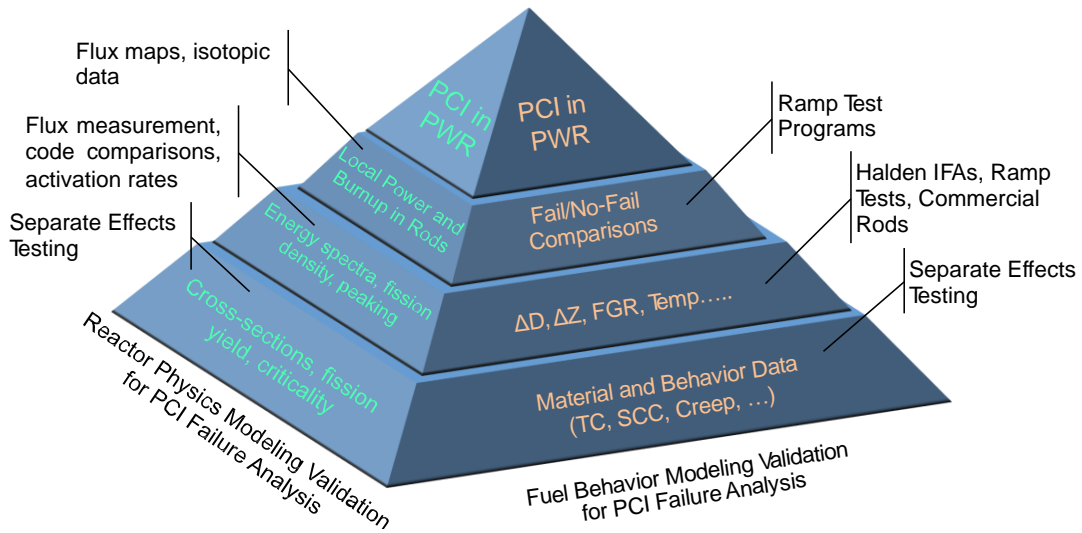 Flux maps, isotopic
data
Flux measurement,
code comparisons,
activation rates
Separate Effects
Testing
PCI in
PWR
Local Power and
Burnup in Rods
Energy spectra, fission
density, peaking
Cross-sections, fission
yield, criticality
Reactor Physics Modeling Validation
for PCI Failure Analysis
PCI in
PWR
Fail/No-Fail
Comparisons
ΔD, ΔZ, FGR, Temp…..
Material and Behavior Data
(TC, SCC, Creep, …)
Fuel Behavior Modeling Validation
for PCI Failure Analysis
Ramp Test
Programs
Halden IFAs, Ramp
Tests, Commercial
Rods
Separate Effects
Testing